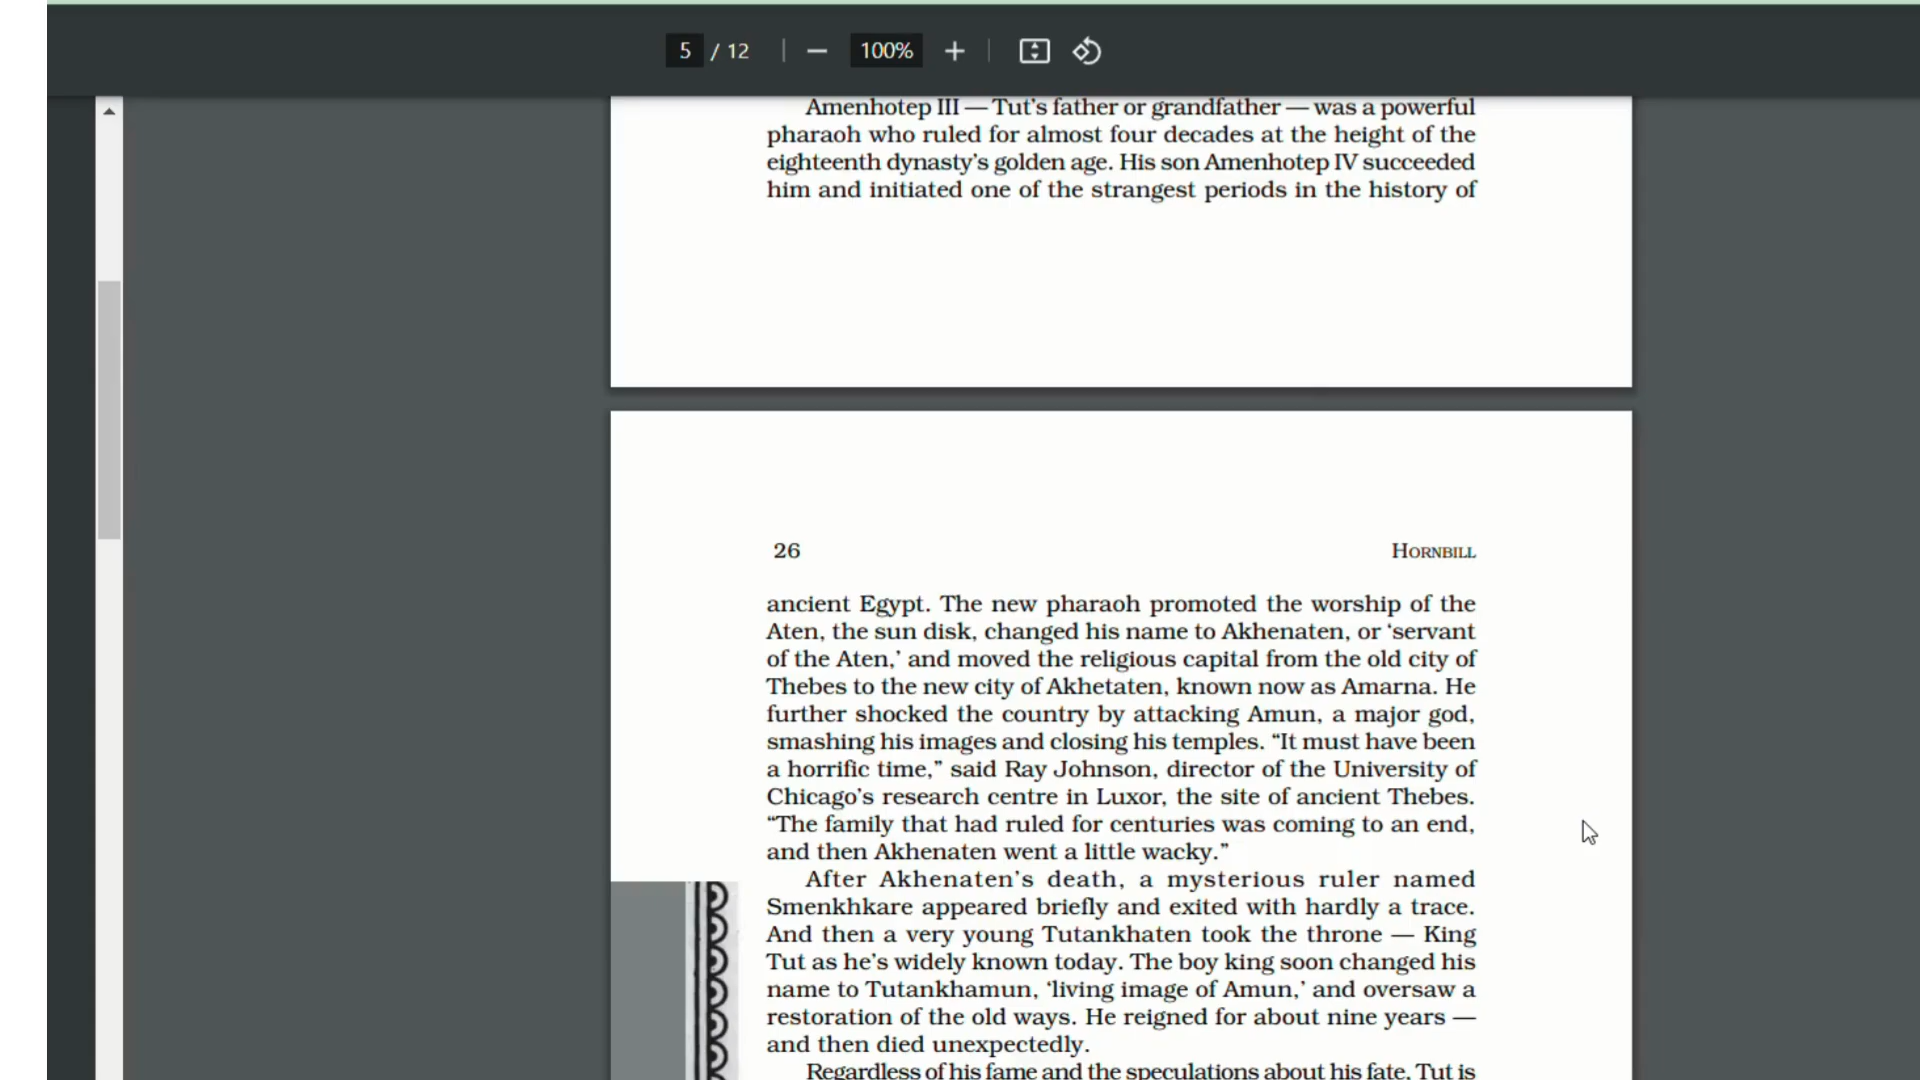 5 / 12 100%
Amenhotep III — Tut's father or grandfather — was a powerful
pharaoh who ruled for almost four decades at the height of the
eighteenth dynasty's golden age. His son Amenhotep IV succeeded
him and initiated one of the strangest periods in the history of
26 HORNBILL
ancient Egypt. The new pharaoh promoted the worship of the
Aten, the sun disk, changed his name to Akhenaten, or ‘servant
of the Aten,’ and moved the religious capital from the old city of
Thebes to the new city of Akhetaten, known now as Amarna. He
further shocked the country by attacking Amun, a major god,
smashing his images and closing his temples. “It must have been
a horrific time,” said Ray Johnson, director of the University of
Chicago’s research centre in Luxor, the site of ancient Thebes.
“The family that had ruled for centuries was coming to an end,
and then Akhenaten went a little wacky.”
After Akhenaten’s death, a mysterious ruler named
Smenkhkare appeared briefly and exited with hardly a trace.
And then a very young Tutankhaten took the throne — King
Tut as he’s widely known today. The boy king soon changed his
name to Tutankhamun, ‘living image of Amun,’ and oversaw a
restoration of the old ways. He reigned for about nine years —
and then died unexpectedly.
Regardless of his fame and the speculations about his fate, Tut is